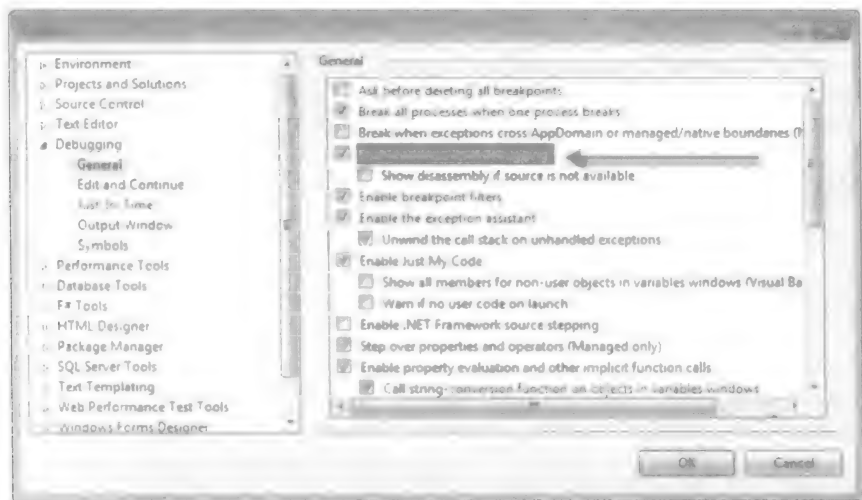 Environment
Projects and Solutions
Source Control
Text Editor
Debugging
General
Edit and Continue
Just-In-Time
Output Window
Symbols
Performance Tools
Database Tools
F# Tools
HTML Designer
Package Manager
SQL Server Tools
Text Templating
Web Performance Test Tools
Windows Forms Designer
General
Ask before deleting all breakpoints
Break all processes when one process breaks
Break when exceptions cross AppDomain or managed/native boundaries (M
Show disassembly if source is not available
Enable breakpoint filters
Enable the exception assistant
Unwind the call stack on unhandled exceptions
Enable Just My Code
Show all members for non-user objects in variables windows (Visual Ba
Warn if no user code on launch
Enable .NET Framework source stepping
Step over properties and operators (Managed only)
Enable property evaluation and other implicit function calls
Call string-conversion function on objects in variables windows
OK
Cancel